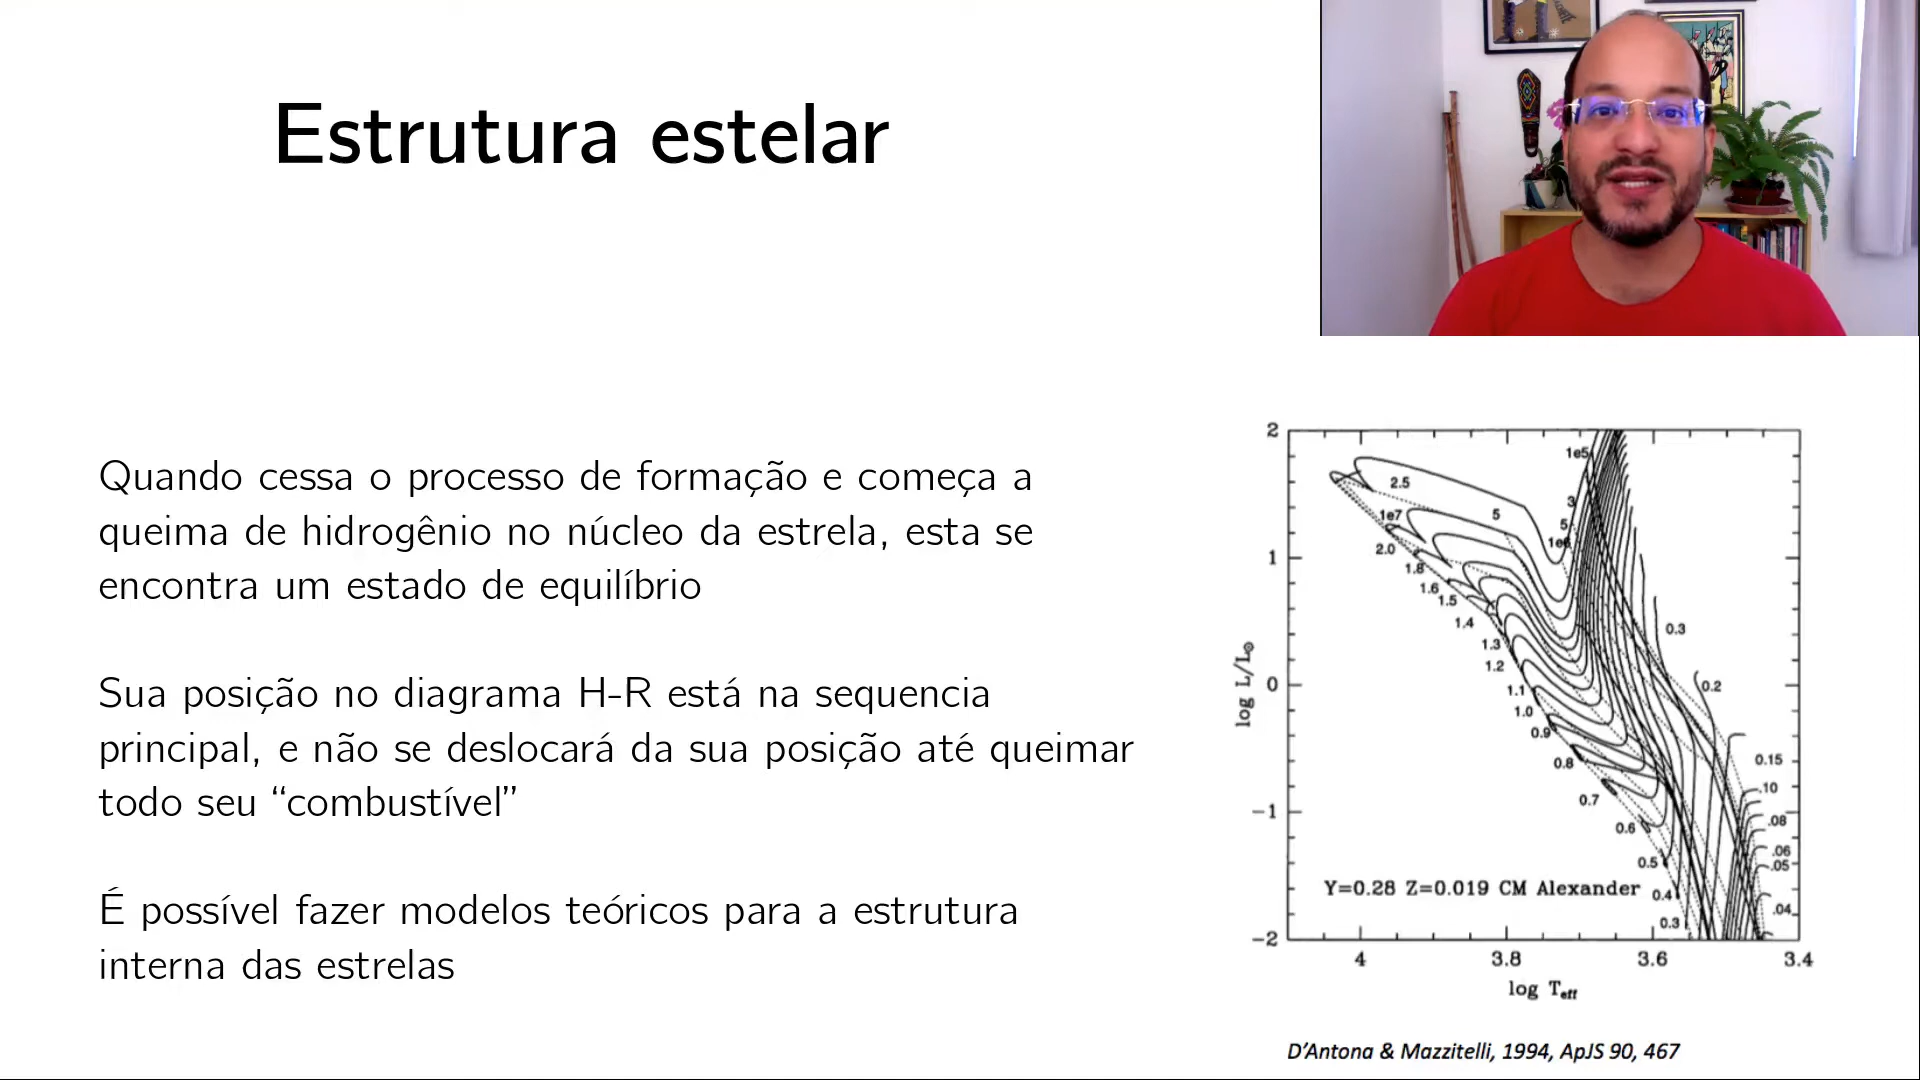 Estrutura estelar
Quando cessa o processo de formação e começa a
queima de hidrogênio no núcleo da estrela, esta se
encontra um estado de equilíbrio
Sua posição no diagrama H-R está na sequencia
principal, e não se deslocará da sua posição até queimar
todo seu “combustível”
É possível fazer modelos teóricos para a estrutura
interna das estrelas
2
1
0
−1
−2
log L/L⊙
1e5
2.5
3
1e7
5
5
1e6
2.0
1.8
1.6
1.5
1.4
0.3
1.3
1.2
1.1
0.2
1.0
0.9
0.8
0.15
.10
0.7
.08
0.6
.06
0.5
.05
Y=0.28 Z=0.019 CM Alexander
0.4
.04
0.3
4
3.8
3.6
3.4
log Teff
D’Antona & Mazzitelli, 1994, ApJS 90, 467